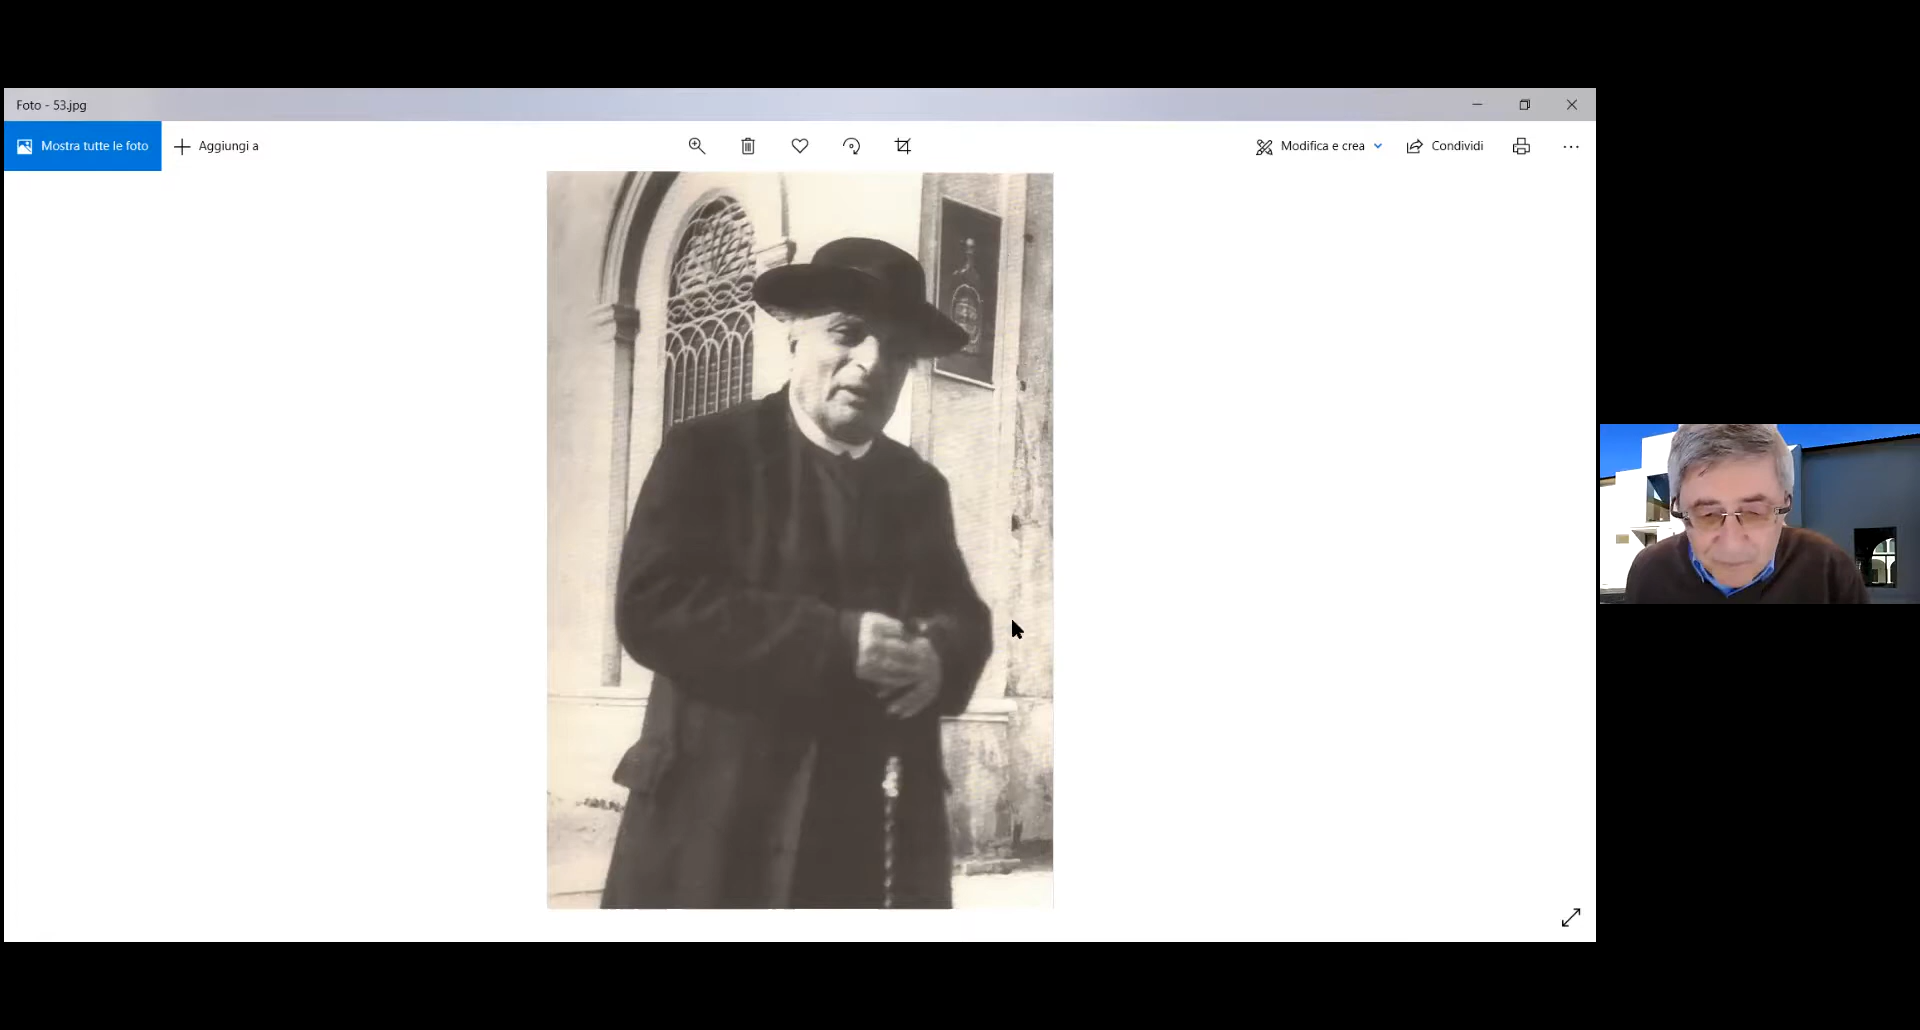 Foto - 53.jpg
Mostra tutte le foto
Aggiungi a
Modifica e crea
Condividi